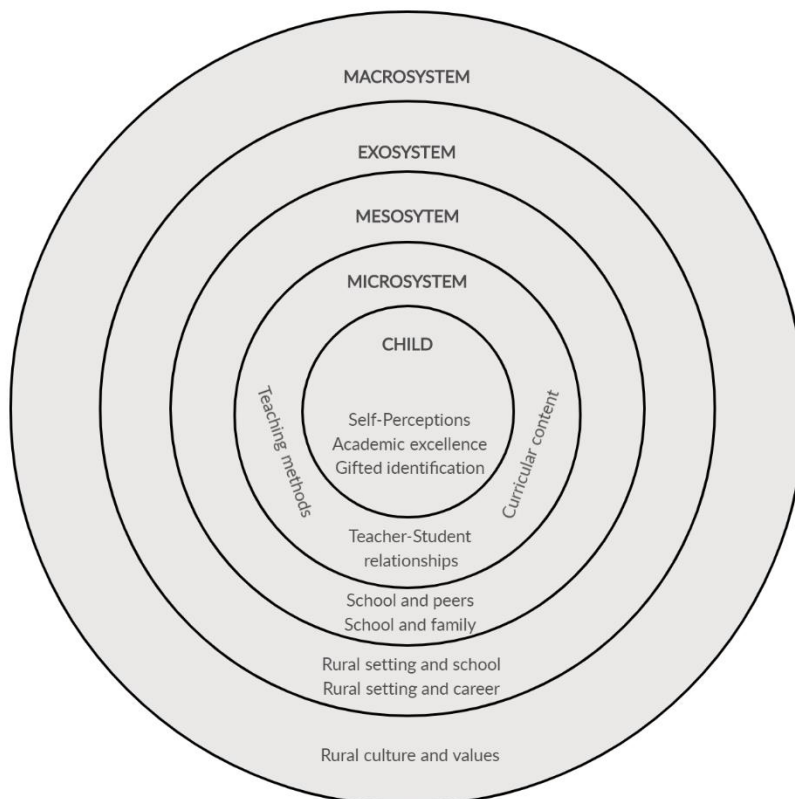 MACROSYSTEM
EXOSYSTEM
MESOSYTEM
MICROSYSTEM
CHILD
Self-Perceptions
Academic excellence
Gifted identification
Teaching methods
Curricular content
Teacher-Student
relationships
School and peers
School and family
Rural setting and school
Rural setting and career
Rural culture and values